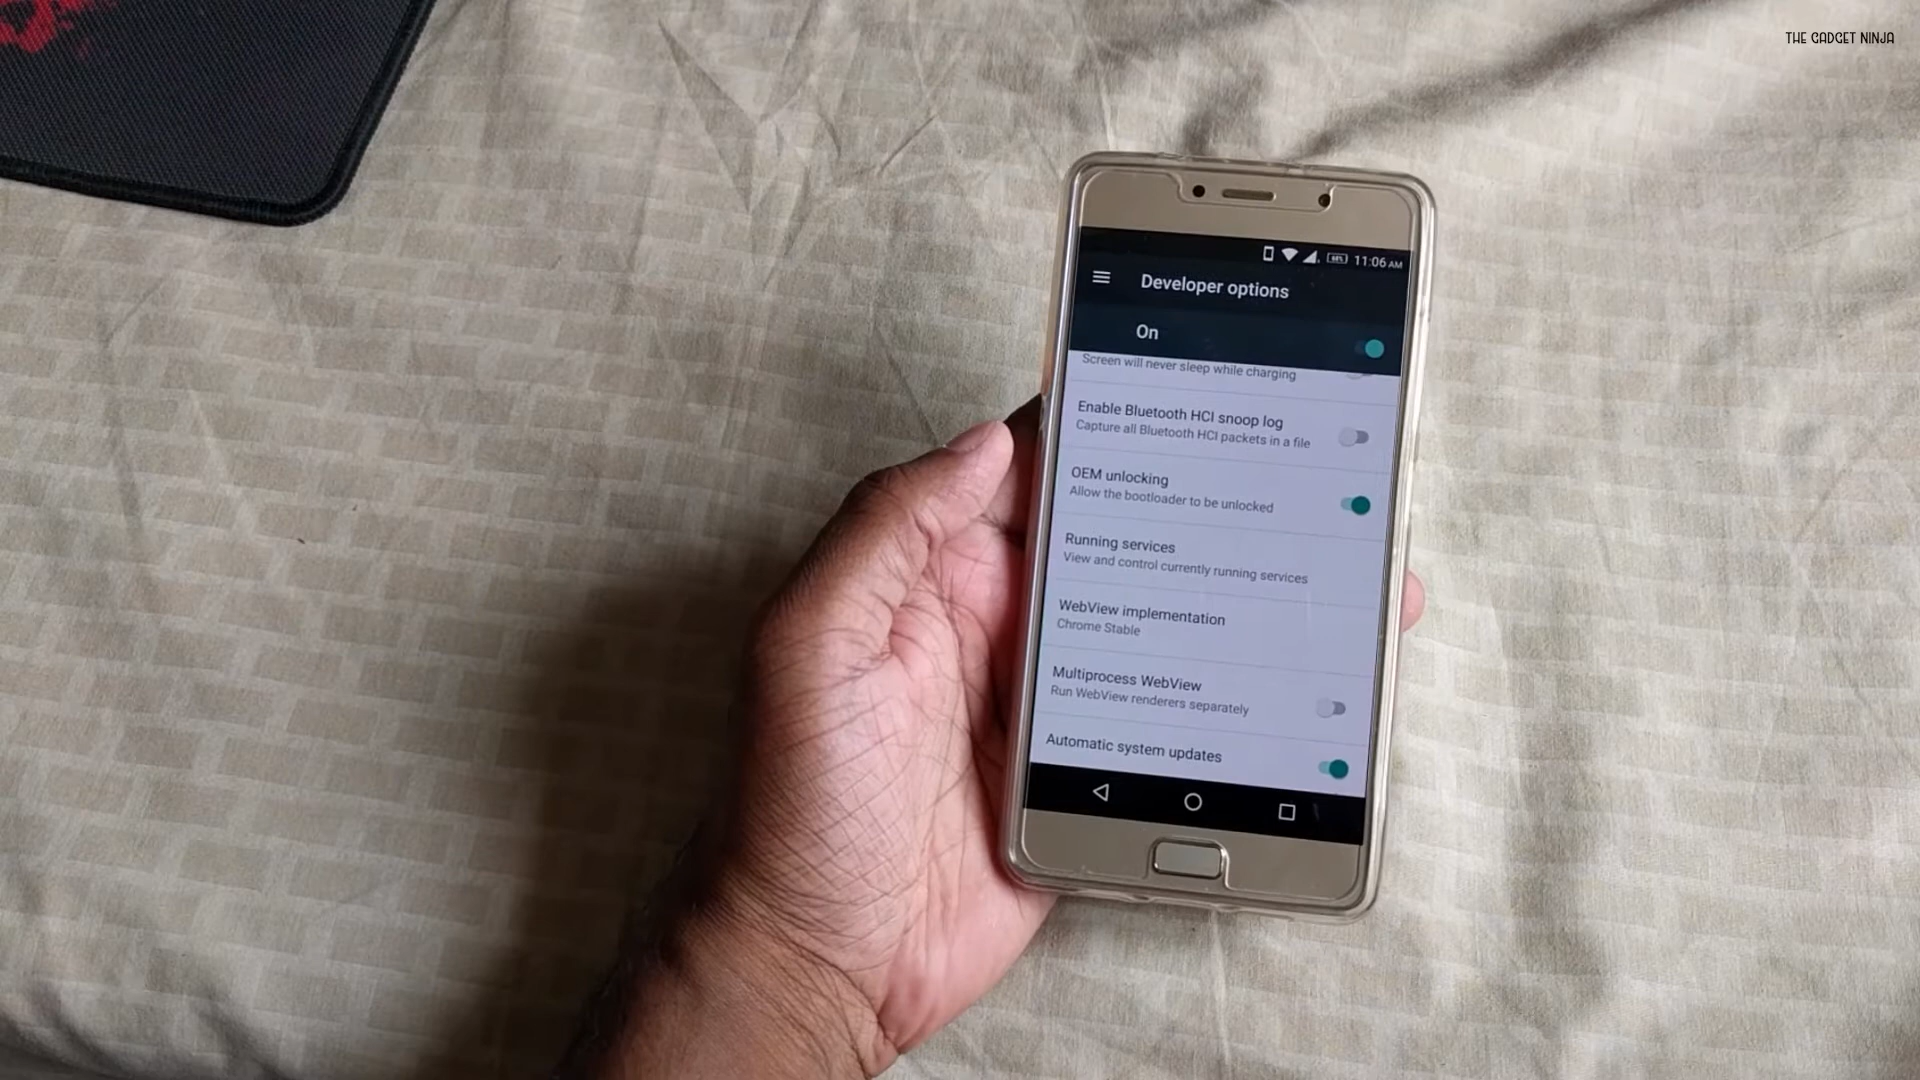 THE GADGET NINJA
11:06 AM
Developer options
On
Screen will never sleep while charging
Enable Bluetooth HCI snoop log
Capture all Bluetooth HCI packets in a file
OEM unlocking
Allow the bootloader to be unlocked
Running services
View and control currently running services
WebView implementation
Chrome Stable
Multiprocess WebView
Run WebView renderers separately
Automatic system updates